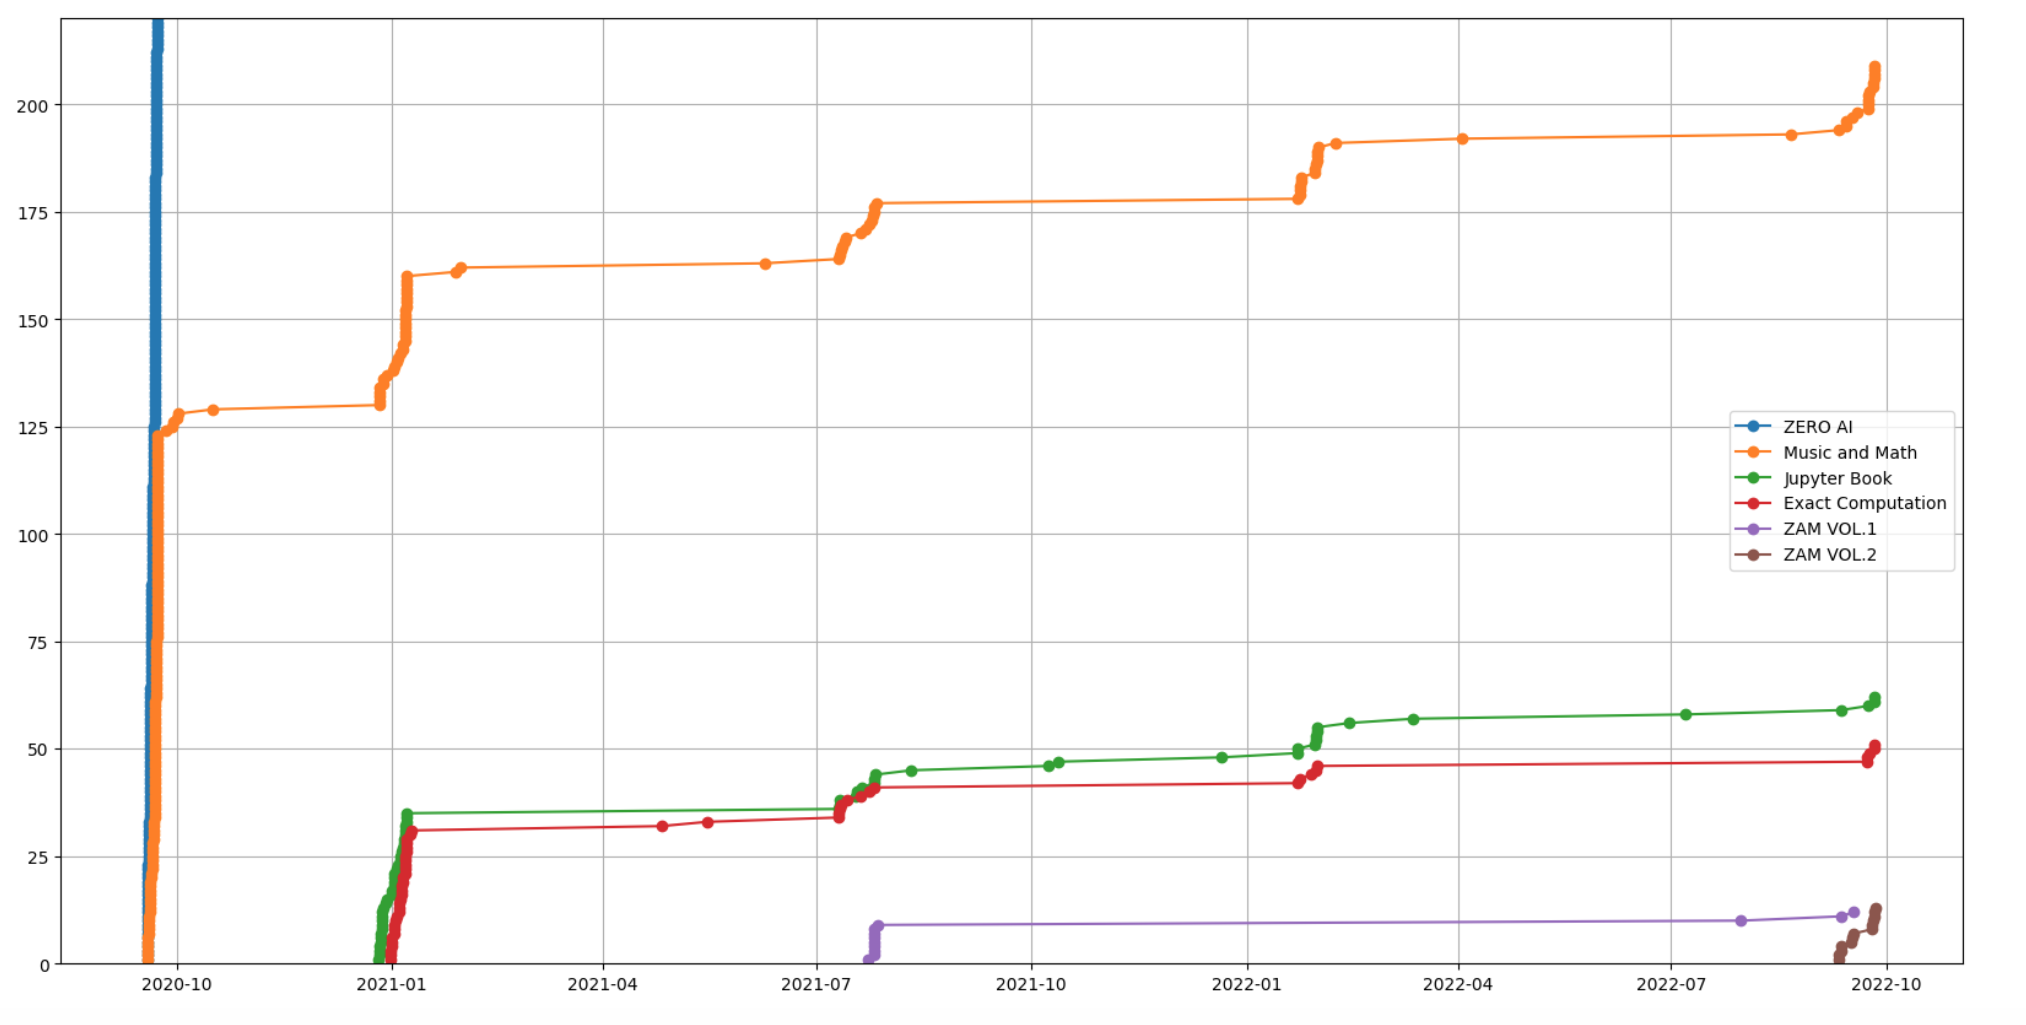 200
175
150
125
100
75
50
25
0
ZERO AI
Music and Math
Jupyter Book
Exact Computation
ZAM VOL.1
ZAM VOL.2
2020-10 2021-01 2021-04 2021-07 2021-10 2022-01 2022-04 2022-07 2022-10